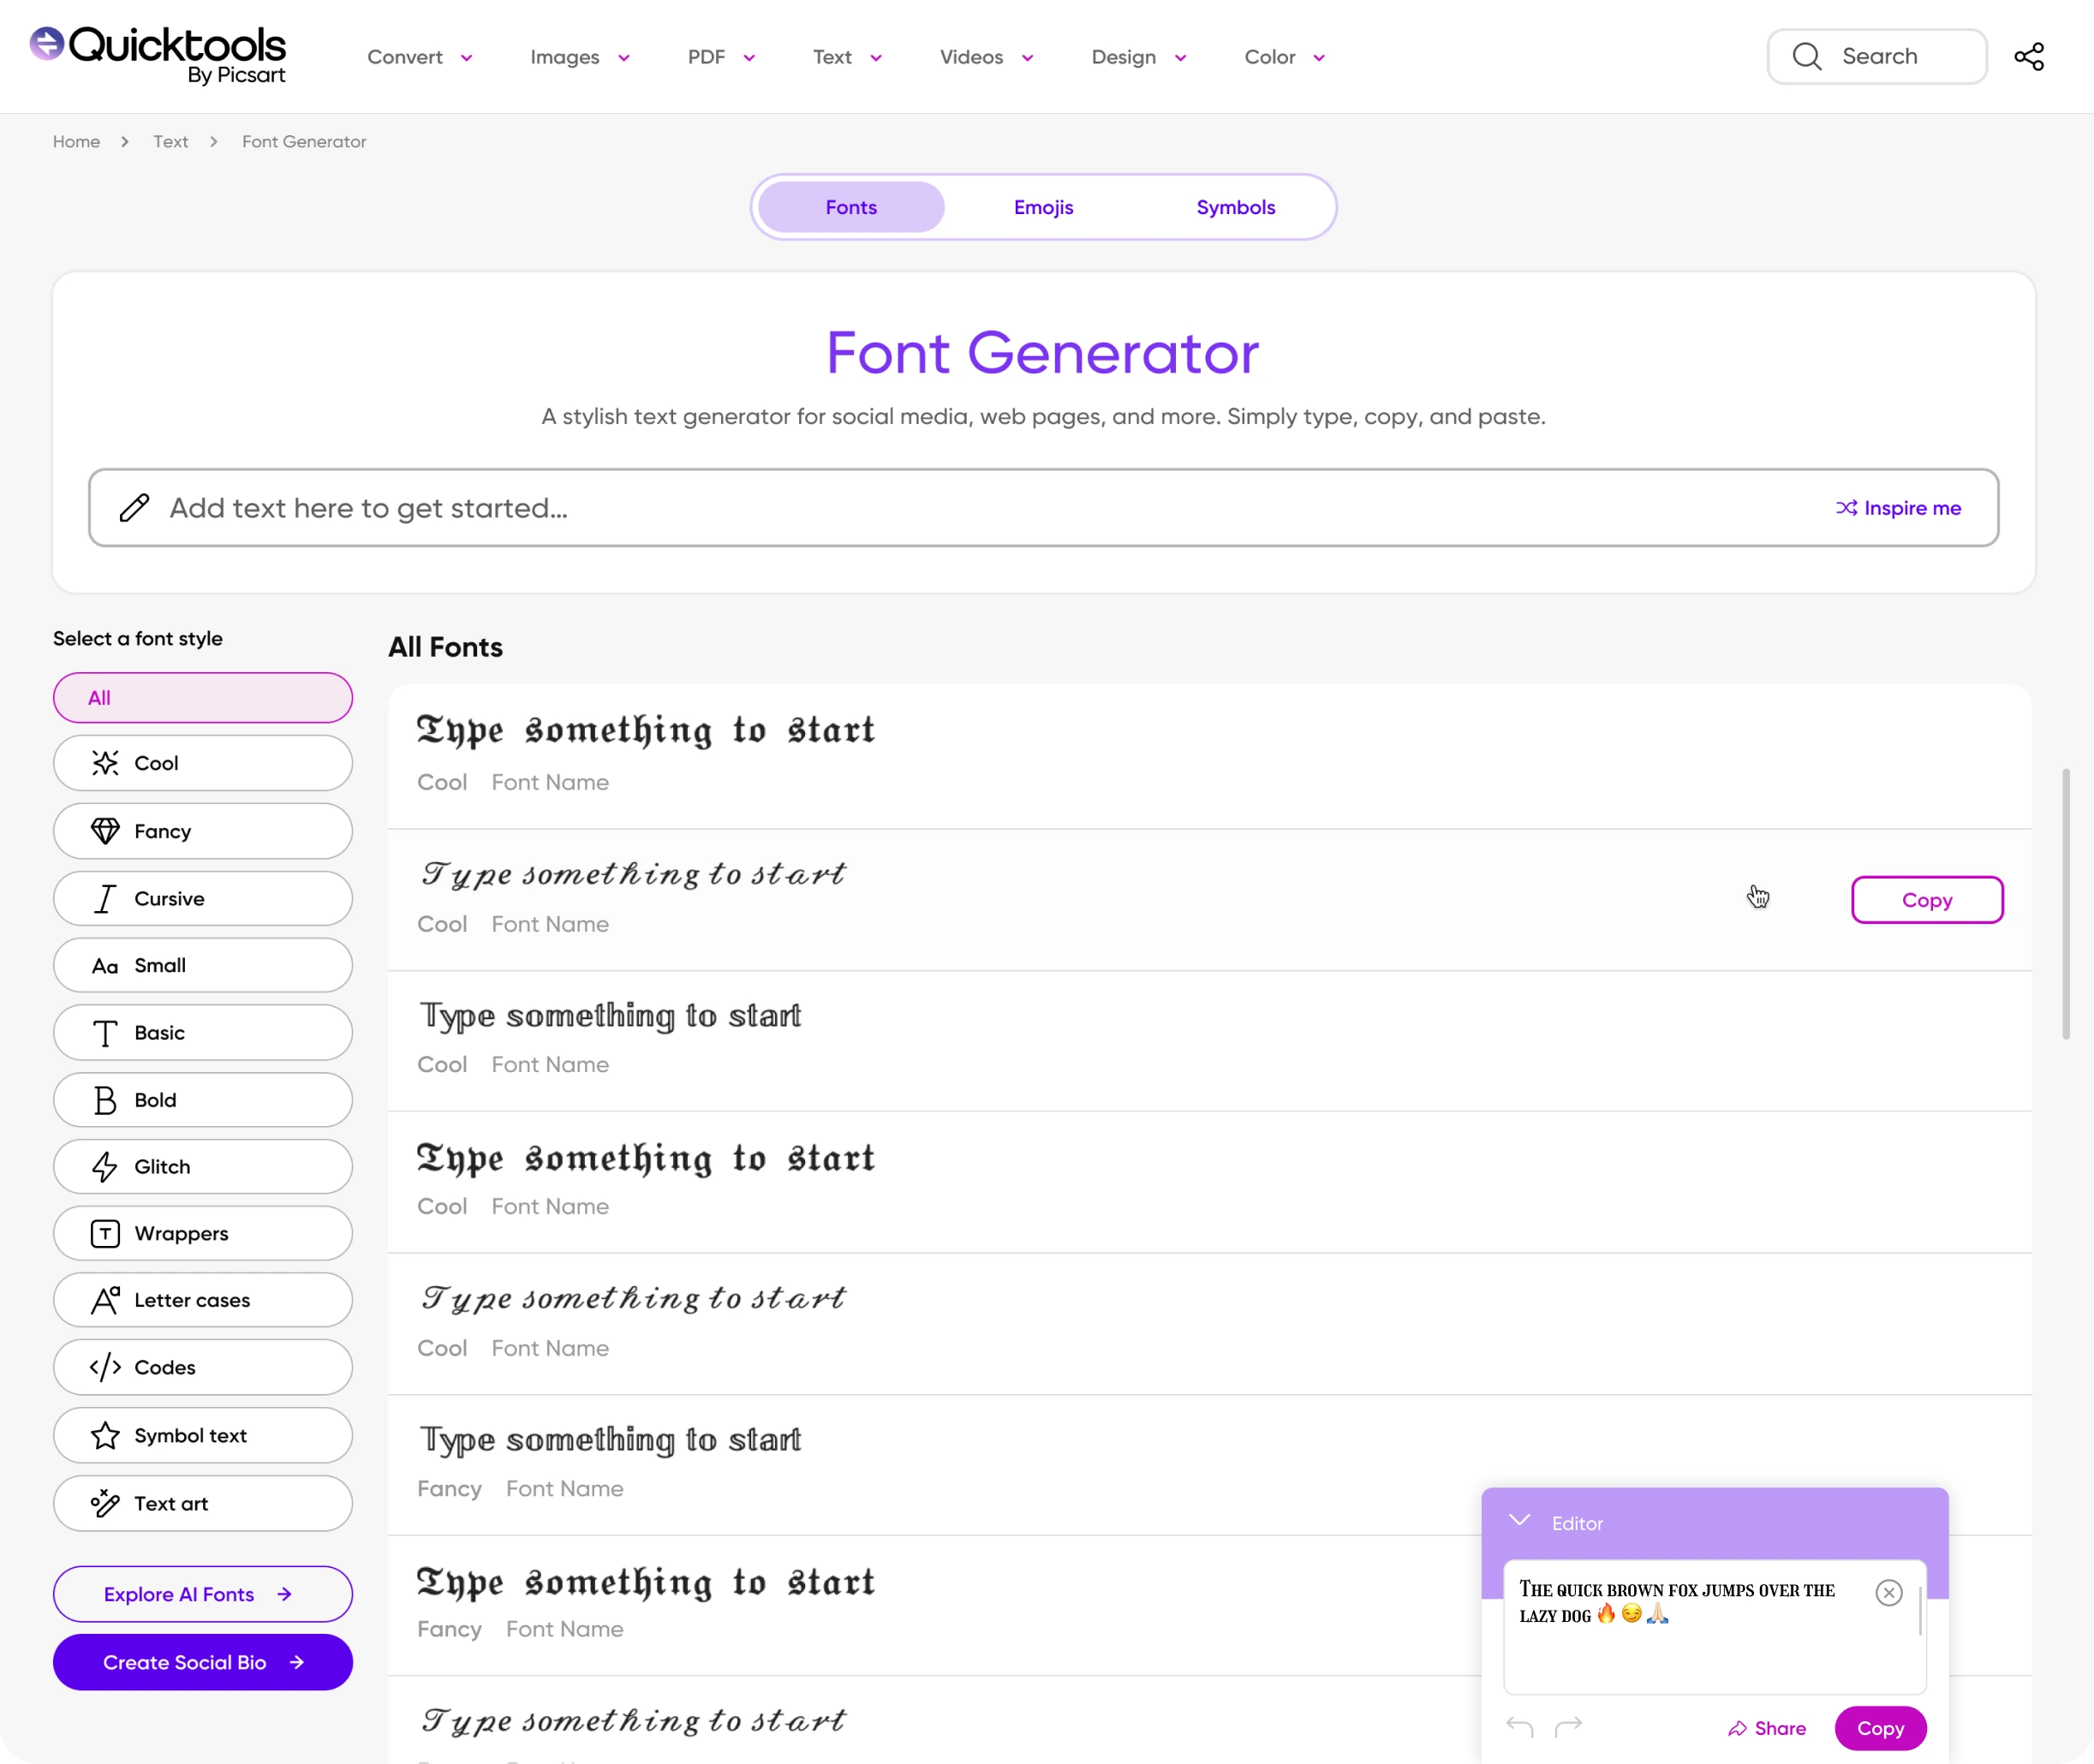 Quicktools
By Picsart
Convert
Images
PDF
Text
Videos
Design
Color
Search
Home > Text > Font Generator
Fonts
Emojis
Symbols
Font Generator
A stylish text generator for social media, web pages, and more. Simply type, copy, and paste.
Add text here to get started...
Inspire me
Select a font style
All
Cool
Fancy
Cursive
Aa Small
Basic
Bold
Glitch
Wrappers
Letter cases
</> Codes
Symbol text
Text art
Explore AI Fonts →
Create Social Bio →
All Fonts
𝕿𝖞𝖕𝖊 𝖘𝖔𝖒𝖊𝖙𝖍𝖎𝖓𝖌 𝖙𝖔 𝖘𝖙𝖆𝖗𝖙
Cool Font Name
𝒯𝓎𝓅𝑒 𝓈𝑜𝓂𝑒𝓉𝒽𝒾𝓃𝑔 𝓉𝑜 𝓈𝓉𝒶𝓇𝓉
Cool Font Name
Copy
𝕋𝕪𝕡𝕖 𝕤𝕠𝕞𝕖𝕥𝕙𝕚𝕟𝕘 𝕥𝕠 𝕤𝕥𝕒𝕣𝕥
Cool Font Name
𝕿𝖞𝖕𝖊 𝖘𝖔𝖒𝖊𝖙𝖍𝖎𝖓𝖌 𝖙𝖔 𝖘𝖙𝖆𝖗𝖙
Cool Font Name
𝒯𝓎𝓅𝑒 𝓈𝑜𝓂𝑒𝓉𝒽𝒾𝓃𝑔 𝓉𝑜 𝓈𝓉𝒶𝓇𝓉
Cool Font Name
𝕋𝕪𝕡𝕖 𝕤𝕠𝕞𝕖𝕥𝕙𝕚𝕟𝕘 𝕥𝕠 𝕤𝕥𝕒𝕣𝕥
Fancy Font Name
𝕿𝖞𝖕𝖊 𝖘𝖔𝖒𝖊𝖙𝖍𝖎𝖓𝖌 𝖙𝖔 𝖘𝖙𝖆𝖗𝖙
Fancy Font Name
𝒯𝓎𝓅𝑒 𝓈𝑜𝓂𝑒𝓉𝒽𝒾𝓃𝑔 𝓉𝑜 𝓈𝓉𝒶𝓇𝓉
Editor
THE QUICK BROWN FOX JUMPS OVER THE
LAZY DOG 🔥😏🙏🏻
Share
Copy